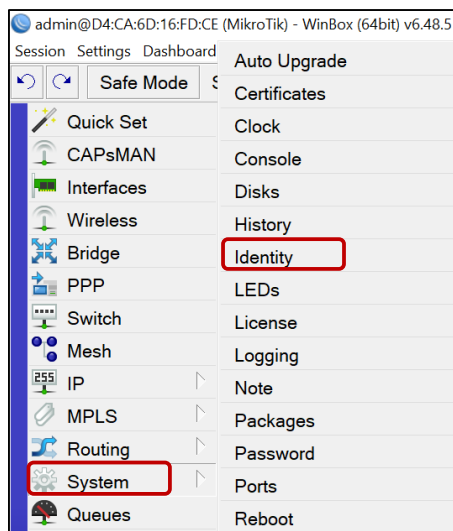 admin@D4:CA:6D:16:FD:CE (MikroTik) - WinBox (64bit) v6.48.5
Session Settings Dashboard
Safe Mode
Quick Set
CAPsMAN
Interfaces
Wireless
Bridge
PPP
Switch
Mesh
255
IP
MPLS
Routing
System
Queues
Auto Upgrade
Certificates
Clock
Console
Disks
History
Identity
LEDs
License
Logging
Note
Packages
Password
Ports
Reboot